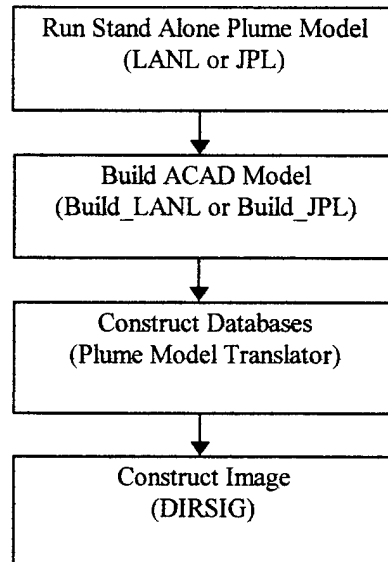 Run Stand Alone Plume Model
(LANL or JPL)
Build ACAD Model
(Build_LANL or Build_JPL)
Construct Databases
(Plume Model Translator)
Construct Image
(DIRSIG)